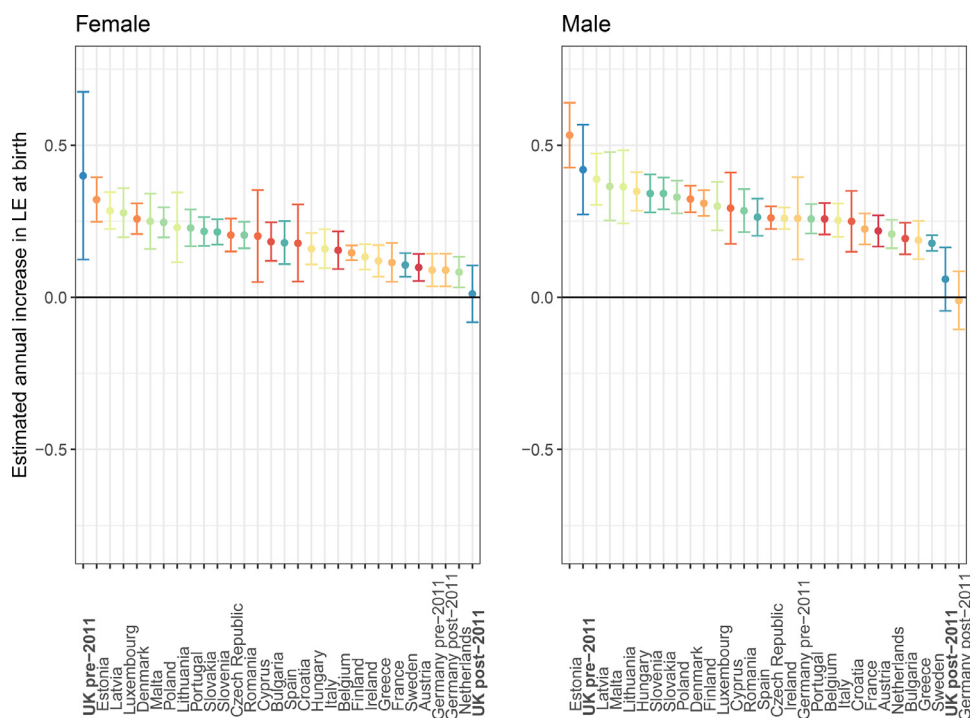 Female
Male
Estimated annual increase in LE at birth
0.5
0.0
−0.5
UK pre−2011
Estonia
Latvia
Luxembourg
Denmark
Malta
Poland
Lithuania
Portugal
Slovakia
Slovenia
Czech Republic
Romania
Cyprus
Bulgaria
Spain
Croatia
Hungary
Italy
Belgium
Finland
Ireland
Greece
France
Sweden
Austria
Germany pre−2011
Germany post−2011
Netherlands
UK post−2011
0.5
0.0
−0.5
Estonia
UK pre−2011
Latvia
Malta
Lithuania
Hungary
Slovenia
Slovakia
Poland
Denmark
Finland
Luxembourg
Cyprus
Romania
Spain
Czech Republic
Ireland
Germany pre−2011
Portugal
Belgium
Italy
Croatia
France
Austria
Netherlands
Bulgaria
Greece
Sweden
UK post−2011
Germany post−2011